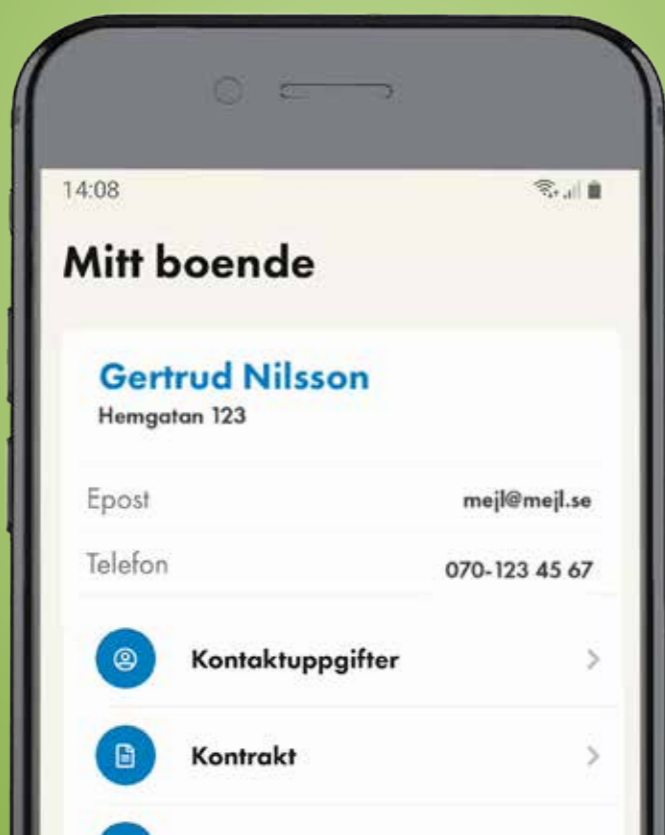 14:08
Mitt boende
Gertrud Nilsson
Hemgatan 123
Epost mejl@mejl.se
Telefon 070-123 45 67
Kontaktuppgifter
Kontrakt